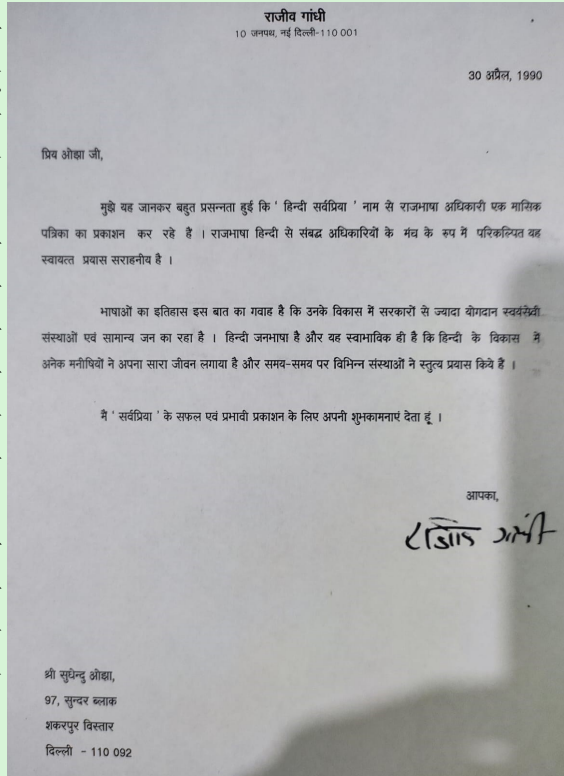 राजीव गांधी
10 जनपथ, नई दिल्ली-110 001
30 अप्रैल, 1990
प्रिय ओझा जी,
मुझे यह जानकर बहुत प्रसन्नता हुई कि ' हिन्दी सर्वप्रिया ' नाम से राजभाषा अधिकारी एक मासिक
पत्रिका का प्रकाशन कर रहे है । राजभाषा हिन्दी से संबद्ध अधिकारियों के मंच के रुप में परिकल्पित यह
स्वायत्त प्रयास सराहनीय है ।
भाषाओं का इतिहास इस बात का गवाह है कि उनके विकास में सरकारों से ज्यादा योगदान स्वयंसेवी
संस्थाओं एवं सामान्य जन का रहा है । हिन्दी जनभाषा है और यह स्वाभाविक ही है कि हिन्दी के विकास में
अनेक मनीषियों ने अपना सारा जीवन लगाया है और समय-समय पर विभिन्न संस्थाओं ने स्तुत्य प्रयास किये हैं ।
मै ' सर्वप्रिया ' के सफल एवं प्रभावी प्रकाशन के लिए अपनी शुभकामनाएं देता हूं ।
आपका,
राजीव गांधी
श्री सुधेन्दु ओझा,
97, सुन्दर ब्लाक
शकरपुर विस्तार
दिल्ली - 110 092